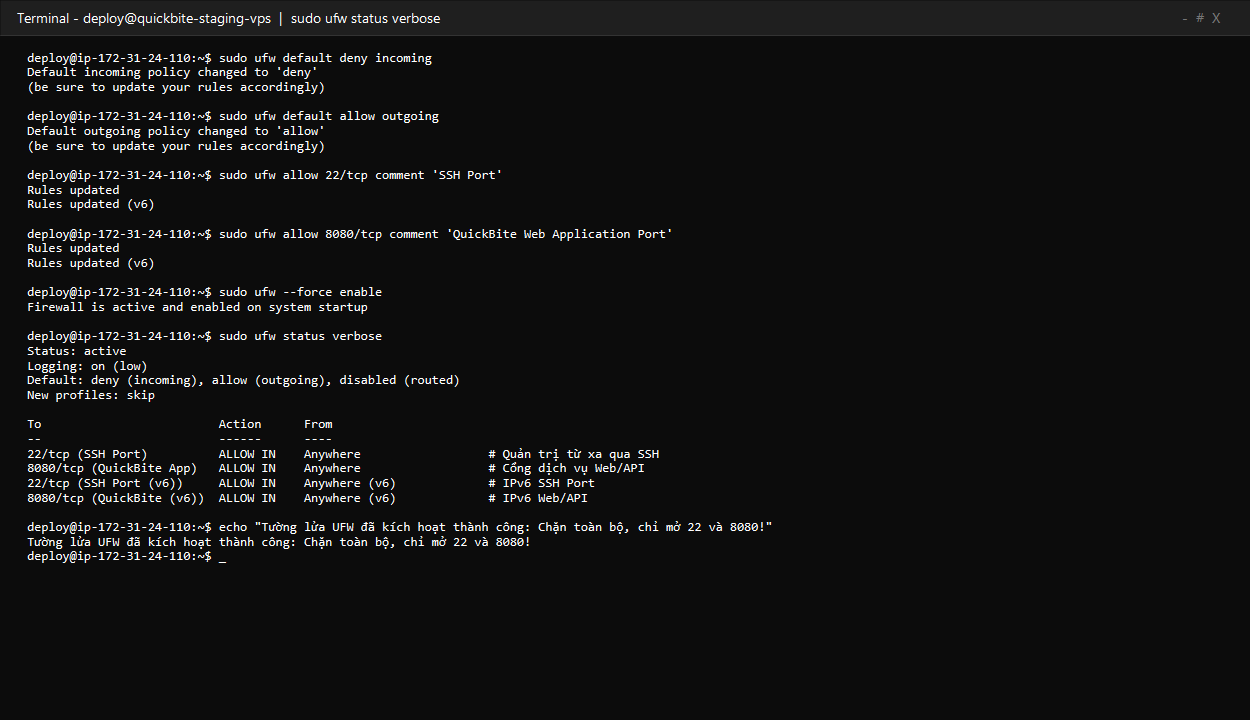 Terminal - deploy@quickbite-staging-vps | sudo ufw status verbose
- # X
deploy@ip-172-31-24-110:~$ sudo ufw default deny incoming
Default incoming policy changed to 'deny'
(be sure to update your rules accordingly)
deploy@ip-172-31-24-110:~$ sudo ufw default allow outgoing
Default outgoing policy changed to 'allow'
(be sure to update your rules accordingly)
deploy@ip-172-31-24-110:~$ sudo ufw allow 22/tcp comment 'SSH Port'
Rules updated
Rules updated (v6)
deploy@ip-172-31-24-110:~$ sudo ufw allow 8080/tcp comment 'QuickBite Web Application Port'
Rules updated
Rules updated (v6)
deploy@ip-172-31-24-110:~$ sudo ufw --force enable
Firewall is active and enabled on system startup
deploy@ip-172-31-24-110:~$ sudo ufw status verbose
Status: active
Logging: on (low)
Default: deny (incoming), allow (outgoing), disabled (routed)
New profiles: skip
To                         Action      From
--                         ------      ----
22/tcp (SSH Port)          ALLOW IN    Anywhere                  # Quản trị từ xa qua SSH
8080/tcp (QuickBite App)   ALLOW IN    Anywhere                  # Cổng dịch vụ Web/API
22/tcp (SSH Port (v6))     ALLOW IN    Anywhere (v6)             # IPv6 SSH Port
8080/tcp (QuickBite (v6))  ALLOW IN    Anywhere (v6)             # IPv6 Web/API
deploy@ip-172-31-24-110:~$ echo "Tường lửa UFW đã kích hoạt thành công: Chặn toàn bộ, chỉ mở 22 và 8080!"
Tường lửa UFW đã kích hoạt thành công: Chặn toàn bộ, chỉ mở 22 và 8080!
deploy@ip-172-31-24-110:~$ _